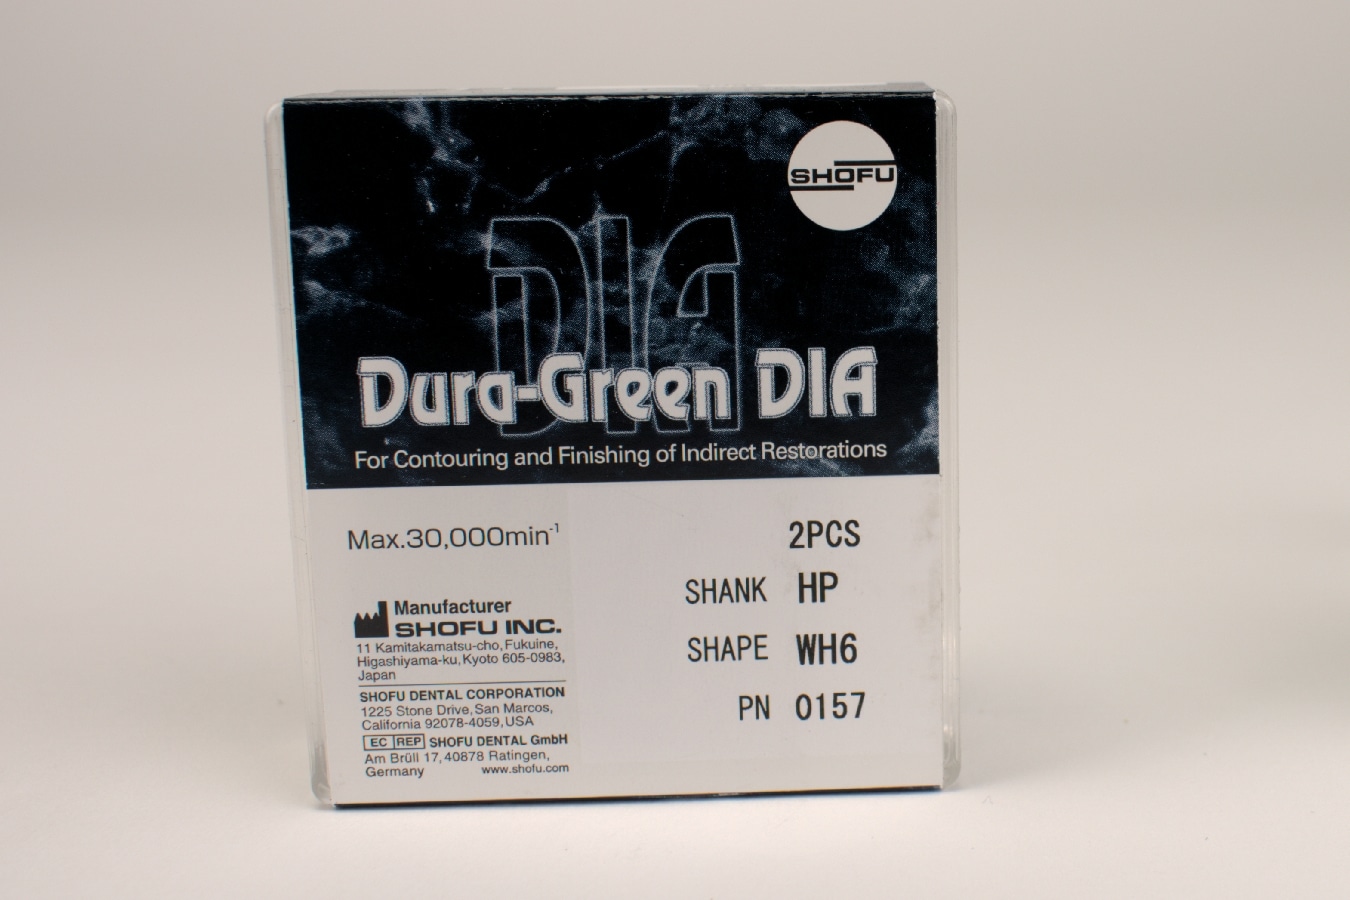 SHOFU
DIA
Dura-Green DIA
For Contouring and Finishing of Indirect Restorations
Max.30,000min⁻¹
2PCS
SHANK HP
SHAPE WH6
PN 0157
Manufacturer
SHOFU INC.
11 Kamitakamatsu-cho, Fukuine,
Higashiyama-ku, Kyoto 605-0983,
Japan
SHOFU DENTAL CORPORATION
1225 Stone Drive, San Marcos,
California 92078-4059, USA
EC REP SHOFU DENTAL GmbH
Am Brüll 17, 40878 Ratingen,
Germany www.shofu.com